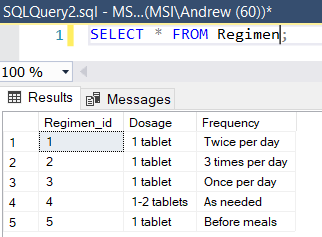 SQLQuery2.sql - MS...(MSI\Andrew (60))*
1 SELECT * FROM Regimen;
100 %
Results Messages
Regimen_id Dosage Frequency
1 1 1 tablet Twice per day
2 2 1 tablet 3 times per day
3 3 1 tablet Once per day
4 4 1-2 tablets As needed
5 5 1 tablet Before meals